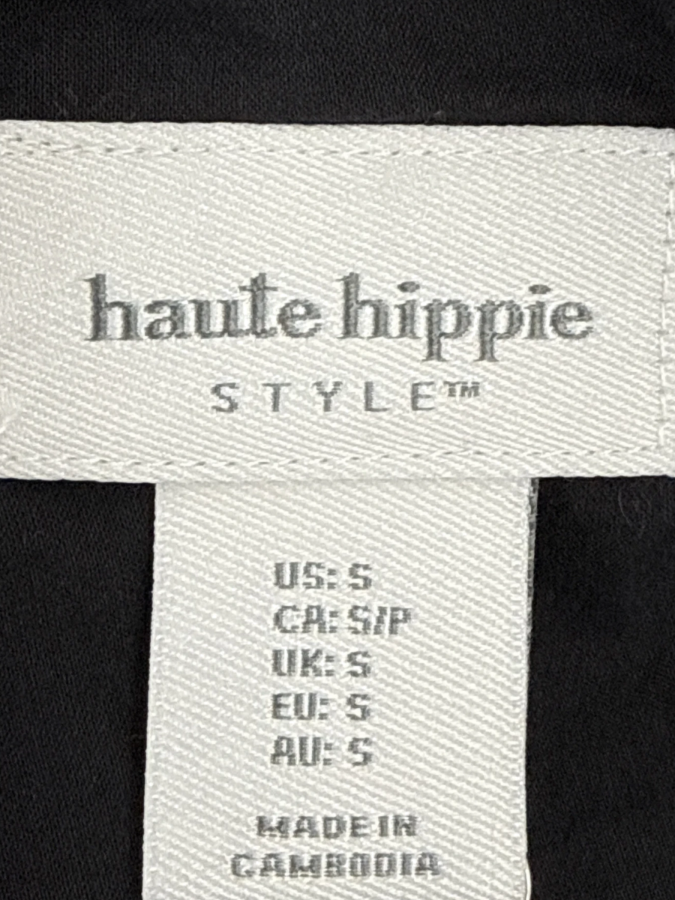 haute hippie
STYLE™
US: S
CA: S/P
UK: S
EU: S
AU: S
MADE IN
CAMBODIA